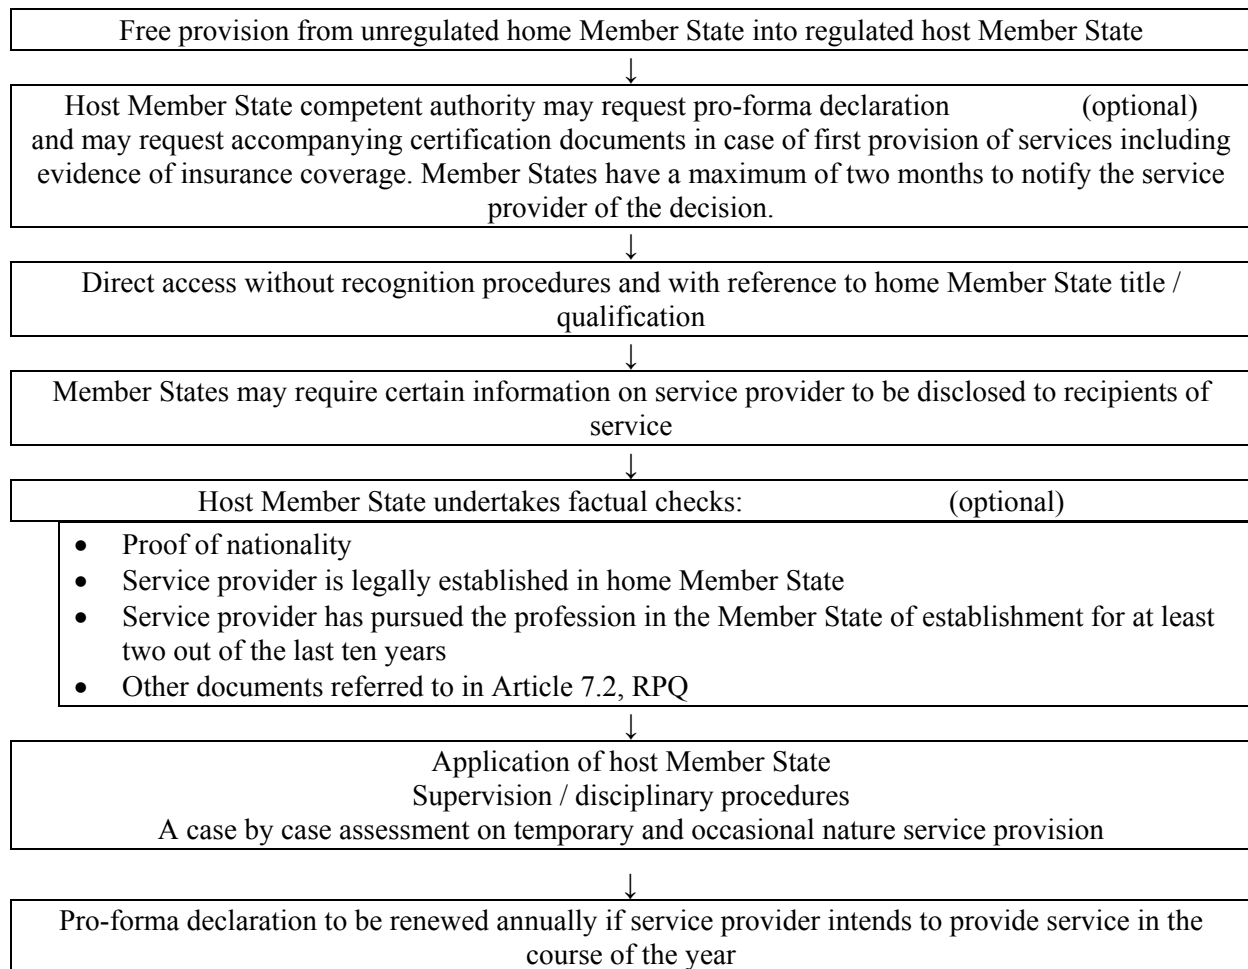 Free provision from unregulated home Member State into regulated host Member State
↓
Host Member State competent authority may request pro-forma declaration (optional)
and may request accompanying certification documents in case of first provision of services including
evidence of insurance coverage. Member States have a maximum of two months to notify the service
provider of the decision.
↓
Direct access without recognition procedures and with reference to home Member State title /
qualification
↓
Member States may require certain information on service provider to be disclosed to recipients of
service
↓
Host Member State undertakes factual checks: (optional)
• Proof of nationality
• Service provider is legally established in home Member State
• Service provider has pursued the profession in the Member State of establishment for at least
two out of the last ten years
• Other documents referred to in Article 7.2, RPQ
↓
Application of host Member State
Supervision / disciplinary procedures
A case by case assessment on temporary and occasional nature service provision
↓
Pro-forma declaration to be renewed annually if service provider intends to provide service in the
course of the year